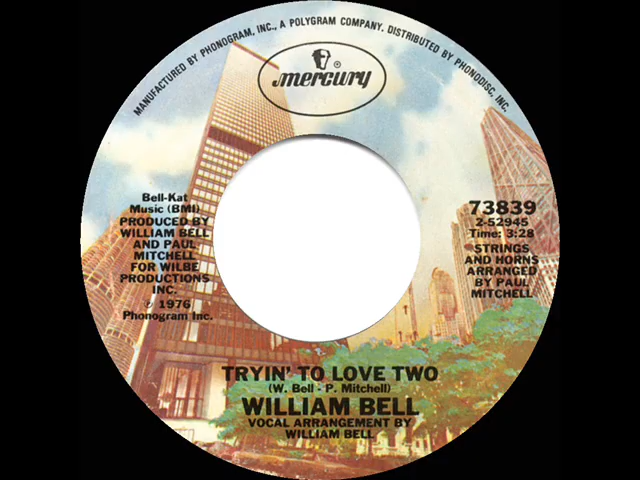 MANUFACTURED BY PHONOGRAM, INC., A POLYGRAM COMPANY. DISTRIBUTED BY PHONODISC, INC.
mercury
®
Bell-Kat
Music (BMI)
PRODUCED BY
WILLIAM BELL
AND PAUL
MITCHELL
FOR WILBE
PRODUCTIONS
INC.
℗ 1976
Phonogram Inc.
73839
2-52945
Time: 3:28
STRINGS
AND HORNS
ARRANGED
BY PAUL
MITCHELL
TRYIN' TO LOVE TWO
(W. Bell - P. Mitchell)
WILLIAM BELL
VOCAL ARRANGEMENT BY
WILLIAM BELL